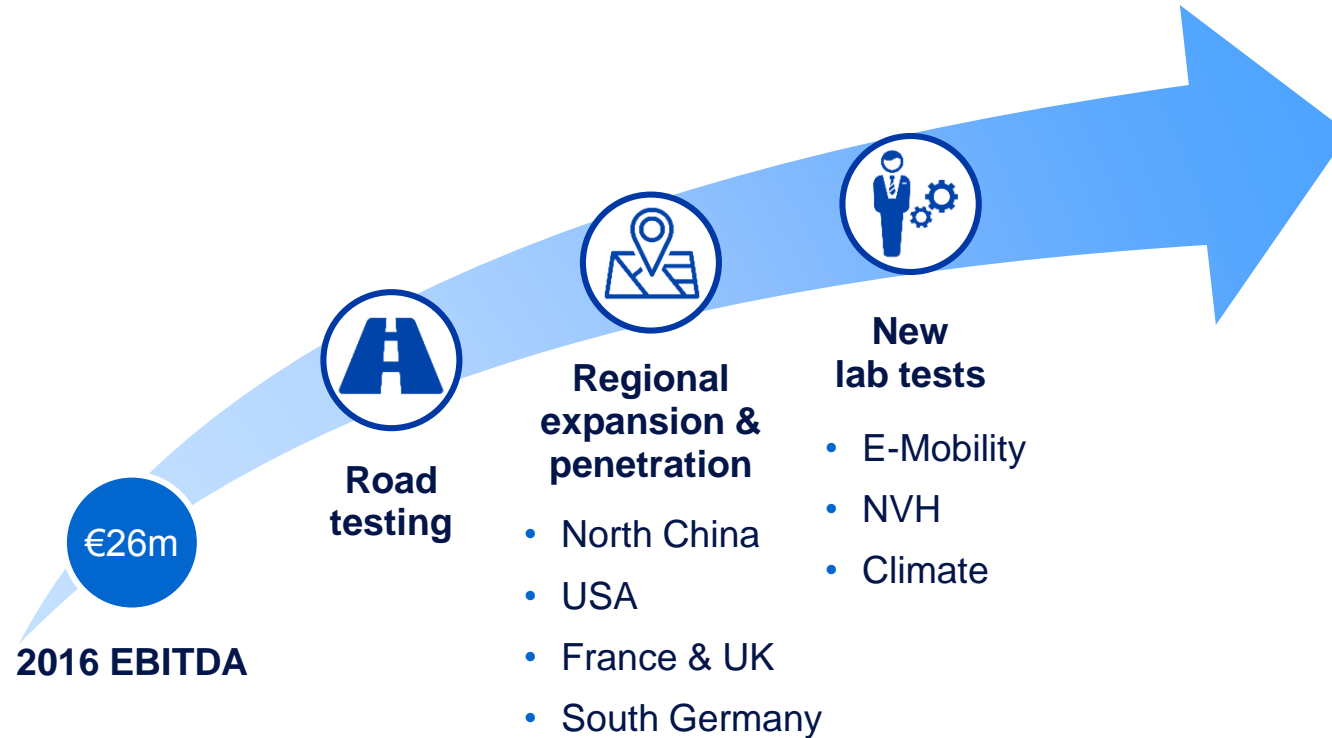 €26m
2016 EBITDA
Road
testing
Regional
expansion &
penetration
• North China
• USA
• France & UK
• South Germany
New
lab tests
• E-Mobility
• NVH
• Climate